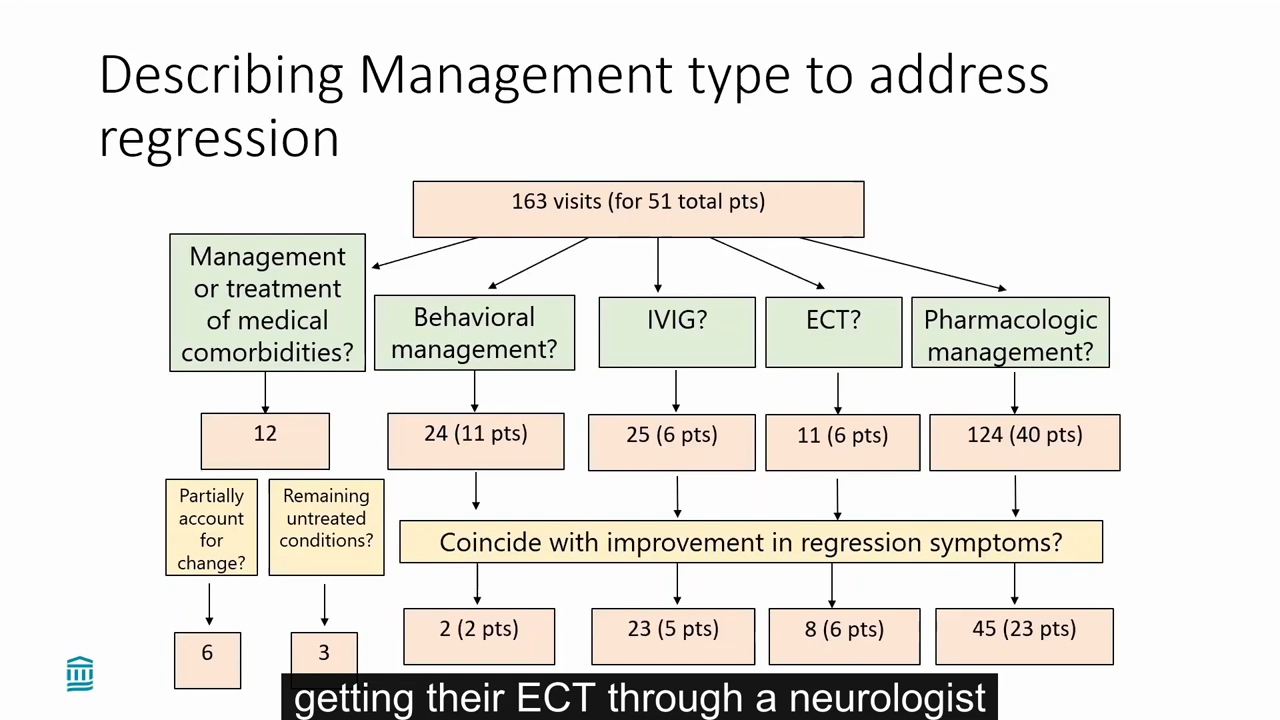 Describing Management type to address
regression
163 visits (for 51 total pts)
Management
or treatment
of medical
comorbidities?
Behavioral
management?
IVIG?
ECT?
Pharmacologic
management?
12
24 (11 pts)
25 (6 pts)
11 (6 pts)
124 (40 pts)
Partially
account
for
change?
Remaining
untreated
conditions?
Coincide with improvement in regression symptoms?
6
3
2 (2 pts)
23 (5 pts)
8 (6 pts)
45 (23 pts)
getting their ECT through a neurologist